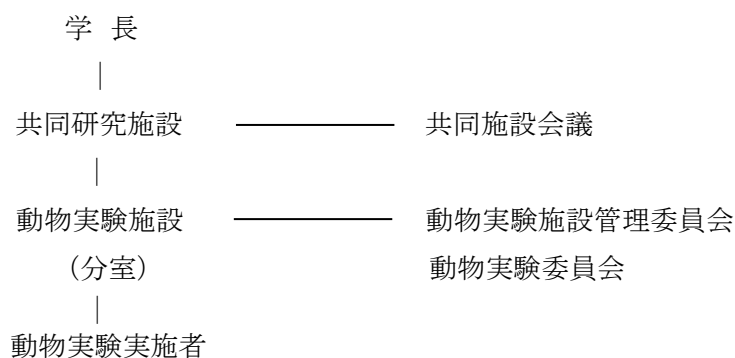 学 長
共同研究施設 共同施設会議
動物実験施設 動物実験施設管理委員会
(分室) 動物実験委員会
動物実験実施者